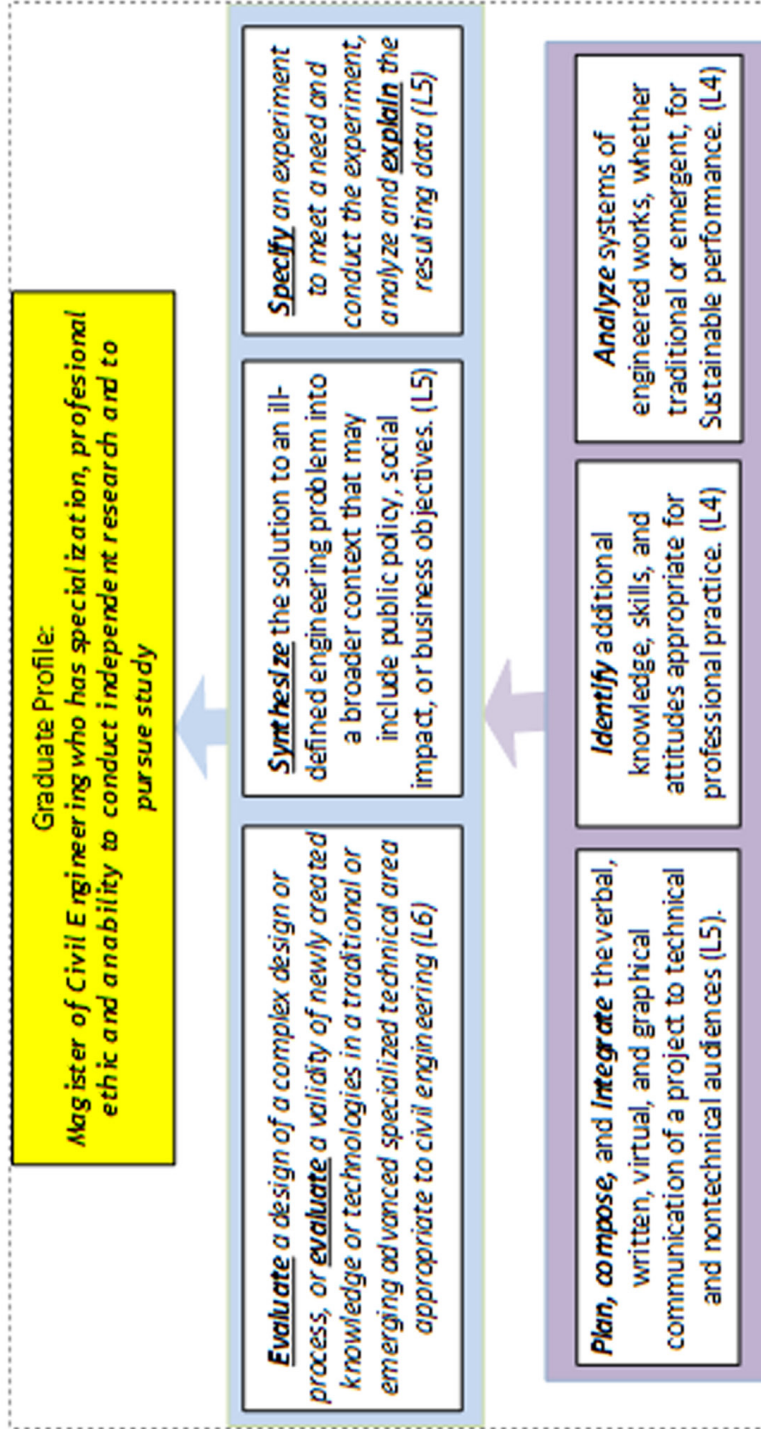 Graduate Profile:
Magister of Civil Engineering who has specialization, profesional
ethic and anability to conduct independent research and to
pursue study
Evaluate a design of a complex design or
process, or evaluate a validity of newly created
knowledge or technologies in a traditional or
emerging advanced specialized technical area
appropriate to civil engineering (L6)
Synthesize the solution to an ill-
defined engineering problem into
a broader context that may
include public policy, social
impact, or business objectives. (L5)
Specify an experiment
to meet a need and
conduct the experiment,
analyze and explain the
resulting data (L5)
Plan, compose, and integrate the verbal,
written, virtual, and graphical
communication of a project to technical
and nontechnical audiences (L5).
Identify additional
knowledge, skills, and
attitudes appropriate for
professional practice. (L4)
Analyze systems of
engineered works, whether
traditional or emergent, for
Sustainable performance. (L4)